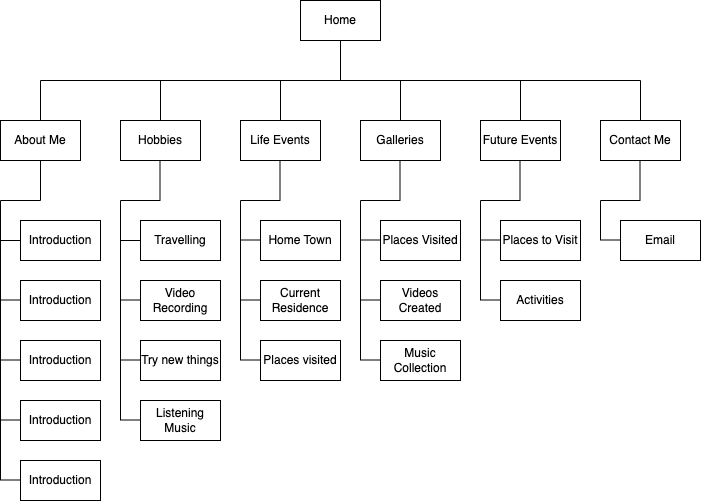 Home
About Me
Hobbies
Life Events
Galleries
Future Events
Contact Me
Introduction
Travelling
Home Town
Places Visited
Places to Visit
Email
Introduction
Video
Recording
Current
Residence
Videos
Created
Activities
Introduction
Try new things
Places visited
Music
Collection
Introduction
Listening
Music
Introduction